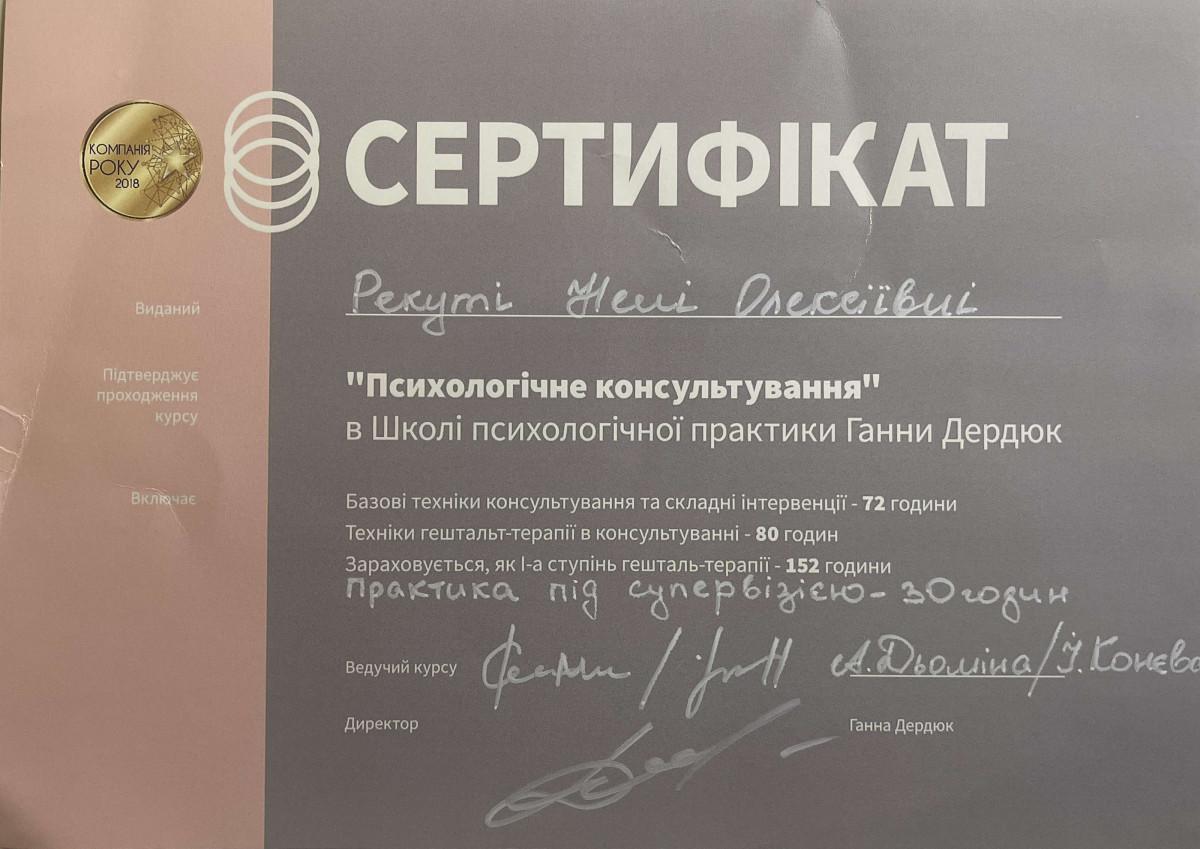 КОМПАНІЯ
РОКУ
2018
СЕРТИФІКАТ
Виданий
Рекуті Нелі Олексіївні
Підтверджує
проходження
курсу
"Психологічне консультування"
в Школі психологічної практики Ганни Дердюк
Включає
Базові техніки консультування та складні інтервенції - 72 години
Техніки гештальт-терапії в консультуванні - 80 годин
Зараховується, як І-а ступінь гешталь-терапії - 152 години
Практика під супервізією - 30 годин
Ведучий курсу
А. Дьоміна/І. Конєва
Директор
Ганна Дердюк